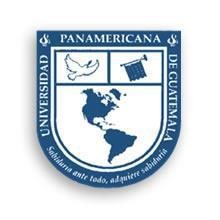 UNIVERSIDAD PANAMERICANA DE GUATEMALA
Sabiduría ante todo, adquiere sabiduría